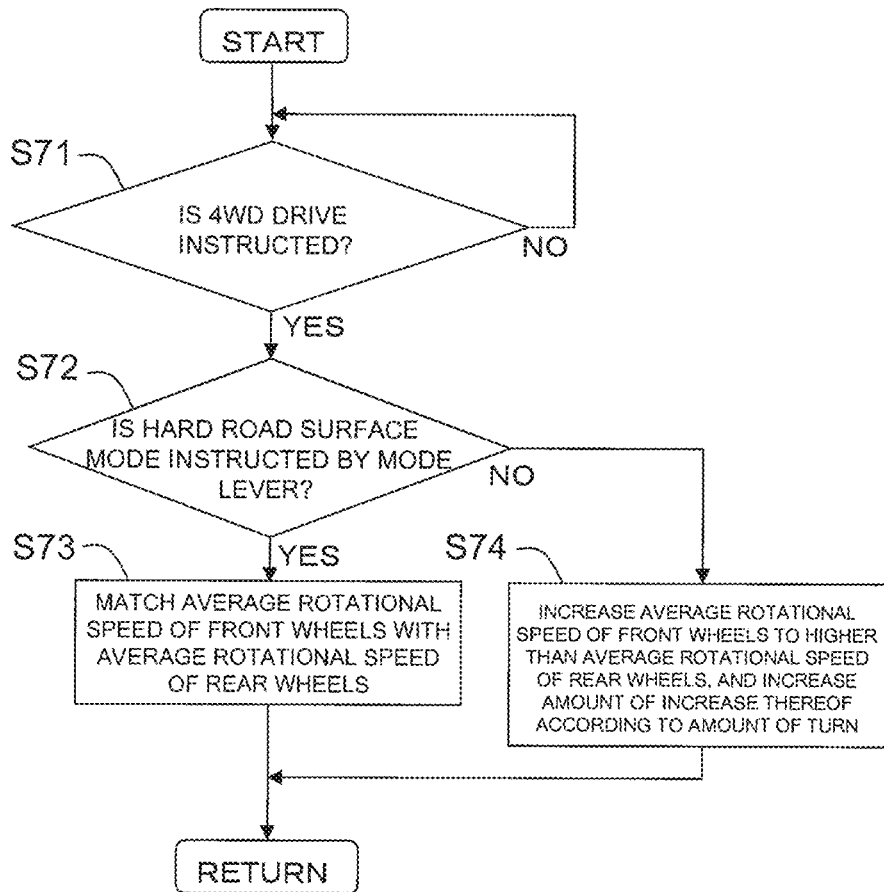 START
S71
IS 4WD DRIVE
INSTRUCTED?
NO
YES
S72
IS HARD ROAD SURFACE
MODE INSTRUCTED BY MODE
LEVER?
NO
YES
S73
MATCH AVERAGE ROTATIONAL
SPEED OF FRONT WHEELS WITH
AVERAGE ROTATIONAL SPEED
OF REAR WHEELS
S74
INCREASE AVERAGE ROTATIONAL
SPEED OF FRONT WHEELS TO HIGHER
THAN AVERAGE ROTATIONAL SPEED
OF REAR WHEELS, AND INCREASE
AMOUNT OF INCREASE THEREOF
ACCORDING TO AMOUNT OF TURN
RETURN